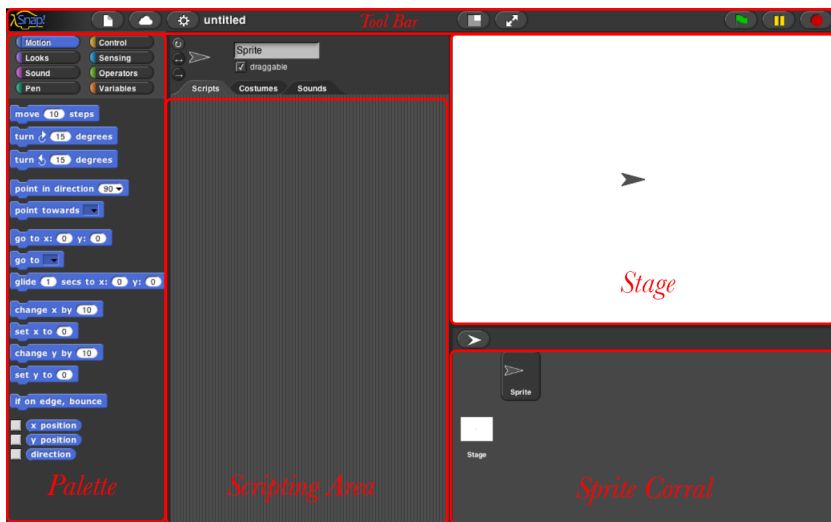 Snap! untitled Tool Bar
Motion Control
Looks Sensing
Sound Operators
Pen Variables
Sprite
draggable
Scripts Costumes Sounds
move 10 steps
turn 15 degrees
turn 15 degrees
point in direction 90
point towards
go to x: 0 y: 0
go to
glide 1 secs to x: 0 y: 0
change x by 10
set x to 0
change y by 10
set y to 0
if on edge, bounce
x position
y position
direction
Palette
Scripting Area
Stage
Sprite
Stage
Sprite Corral